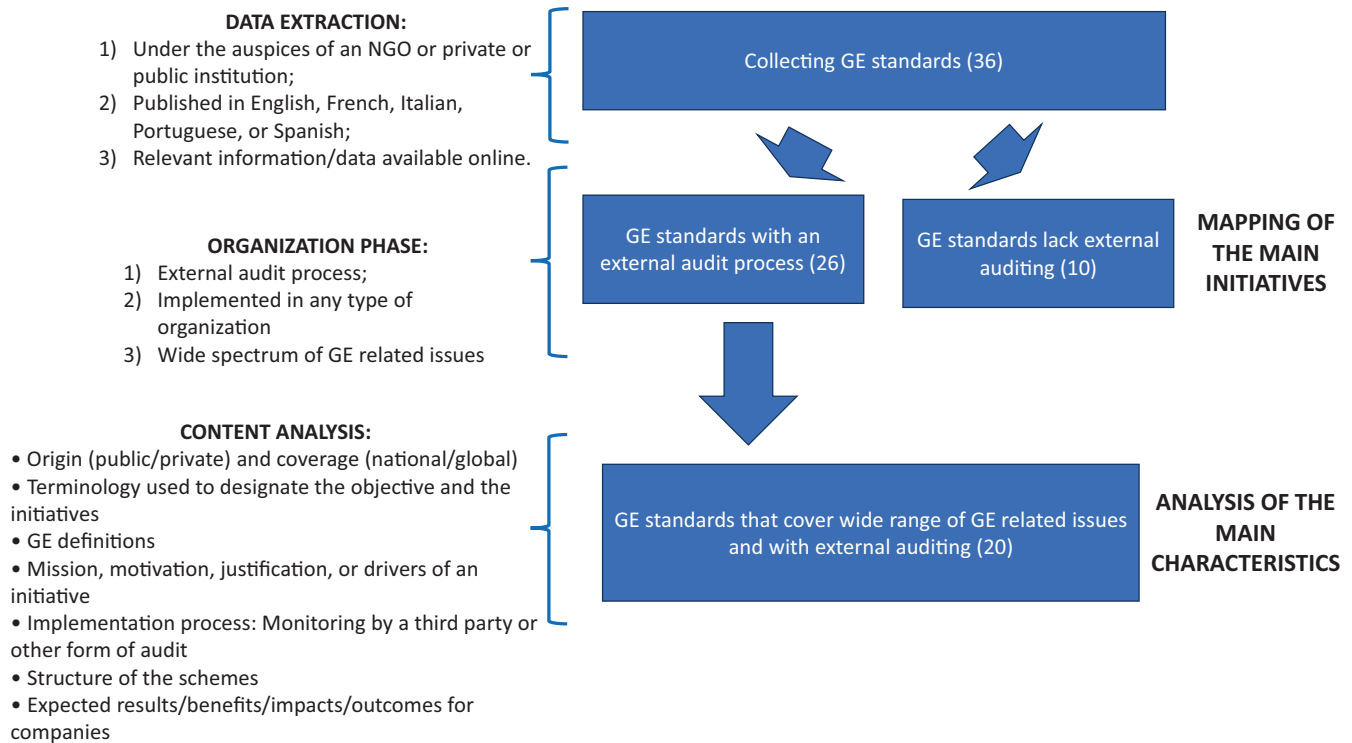 DATA EXTRACTION:
1) Under the auspices of an NGO or private or
public institution;
2) Published in English, French, Italian,
Portuguese, or Spanish;
3) Relevant information/data available online.
Collecting GE standards (36)
ORGANIZATION PHASE:
1) External audit process;
2) Implemented in any type of
organization
3) Wide spectrum of GE related issues
GE standards with an
external audit process (26)
GE standards lack external
auditing (10)
MAPPING OF
THE MAIN
INITIATIVES
CONTENT ANALYSIS:
• Origin (public/private) and coverage (national/global)
• Terminology used to designate the objective and the
initiatives
• GE definitions
• Mission, motivation, justification, or drivers of an
initiative
• Implementation process: Monitoring by a third party or
other form of audit
• Structure of the schemes
• Expected results/benefits/impacts/outcomes for
companies
GE standards that cover wide range of GE related issues
and with external auditing (20)
ANALYSIS OF THE
MAIN
CHARACTERISTICS